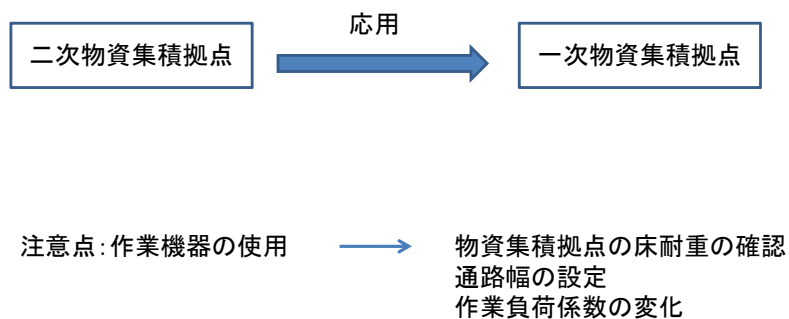 応用
二次物資集積拠点
一次物資集積拠点
注意点:作業機器の使用
物資集積拠点の床耐重の確認
通路幅の設定
作業負荷係数の変化